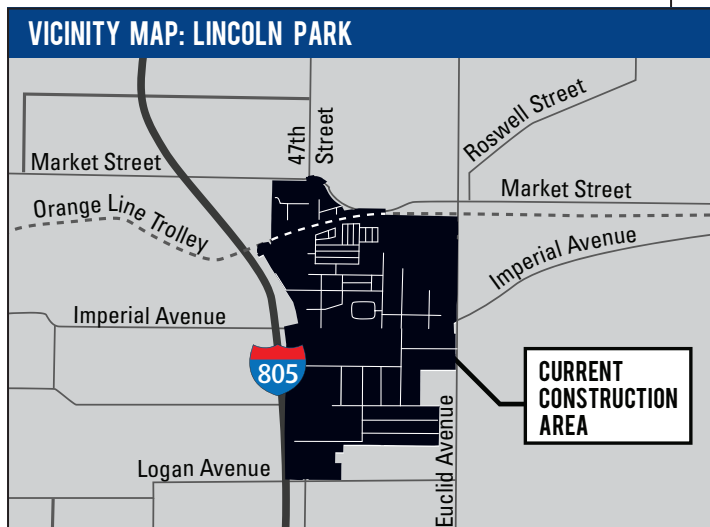 VICINITY MAP: LINCOLN PARK
47th
Street
Roswell Street
Market Street
Market Street
Orange Line Trolley
Imperial Avenue
Imperial Avenue
805
CURRENT
CONSTRUCTION
AREA
Logan Avenue
Euclid Avenue